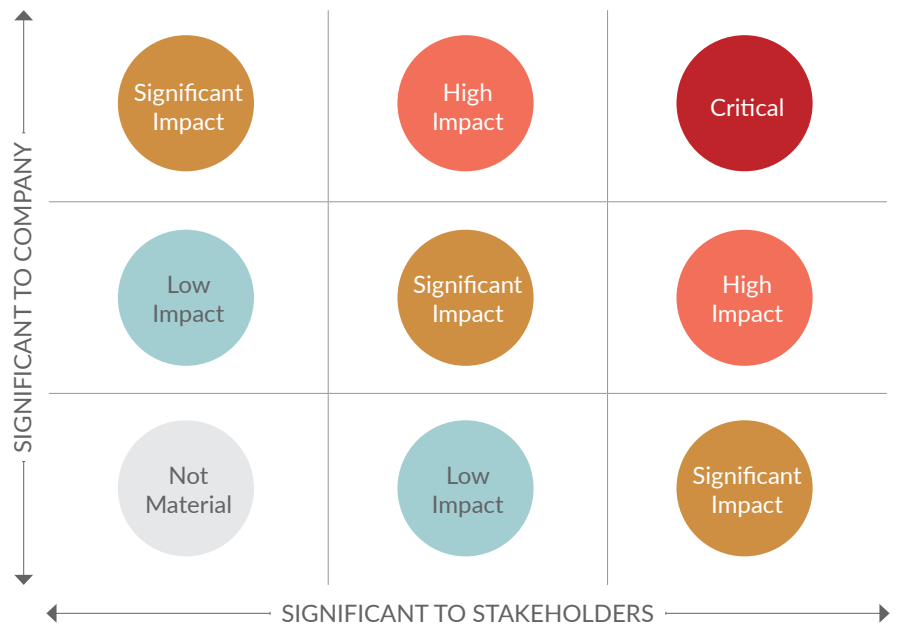 Significant
Impact
High
Impact
Critical
Low
Impact
Significant
Impact
High
Impact
Not
Material
Low
Impact
Significant
Impact
SIGNIFICANT TO COMPANY
SIGNIFICANT TO STAKEHOLDERS